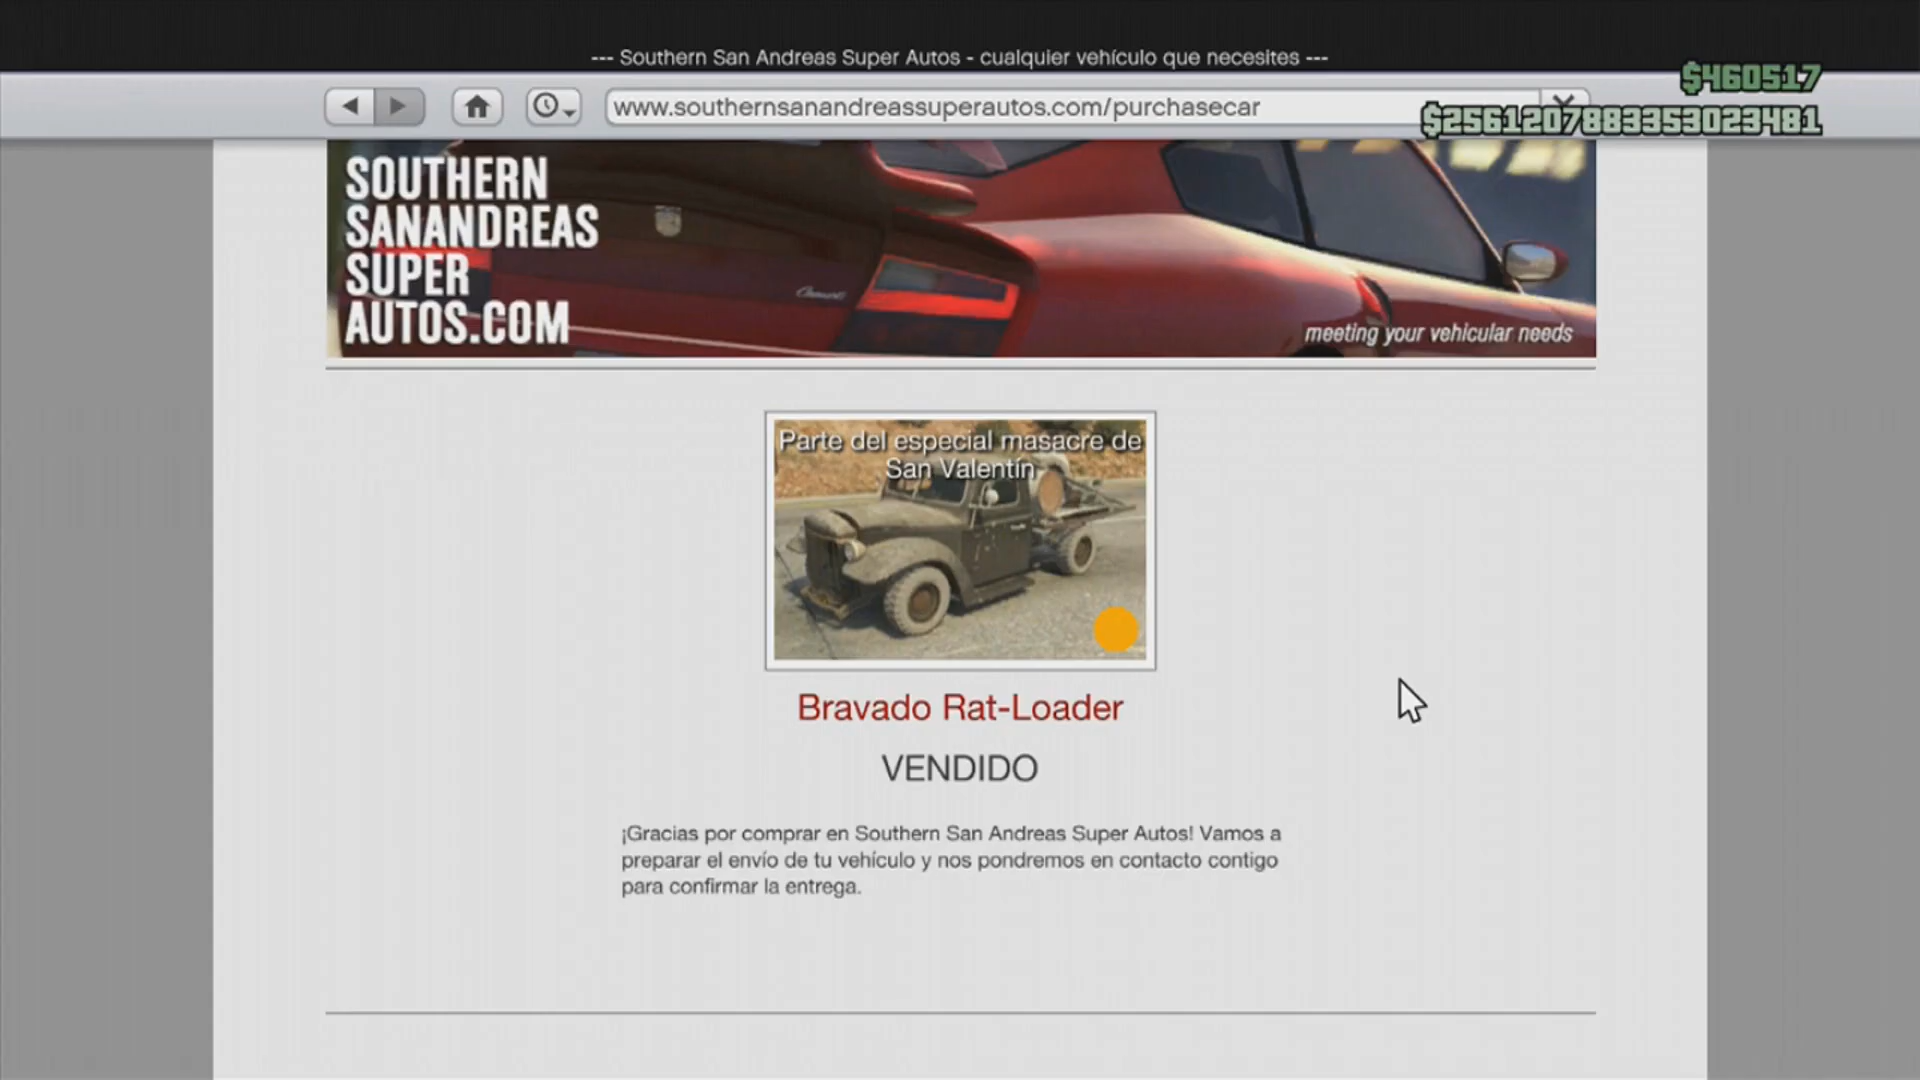 --- Southern San Andreas Super Autos - cualquier vehículo que necesites ---
$460517
www.southernsanandreassuperautos.com/purchasecar
$2561207883353023481
SOUTHERN
SANANDREAS
SUPER
AUTOS.COM
meeting your vehicular needs
Parte del especial masacre de
San Valentín
Bravado Rat-Loader
VENDIDO
¡Gracias por comprar en Southern San Andreas Super Autos! Vamos a
preparar el envío de tu vehículo y nos pondremos en contacto contigo
para confirmar la entrega.